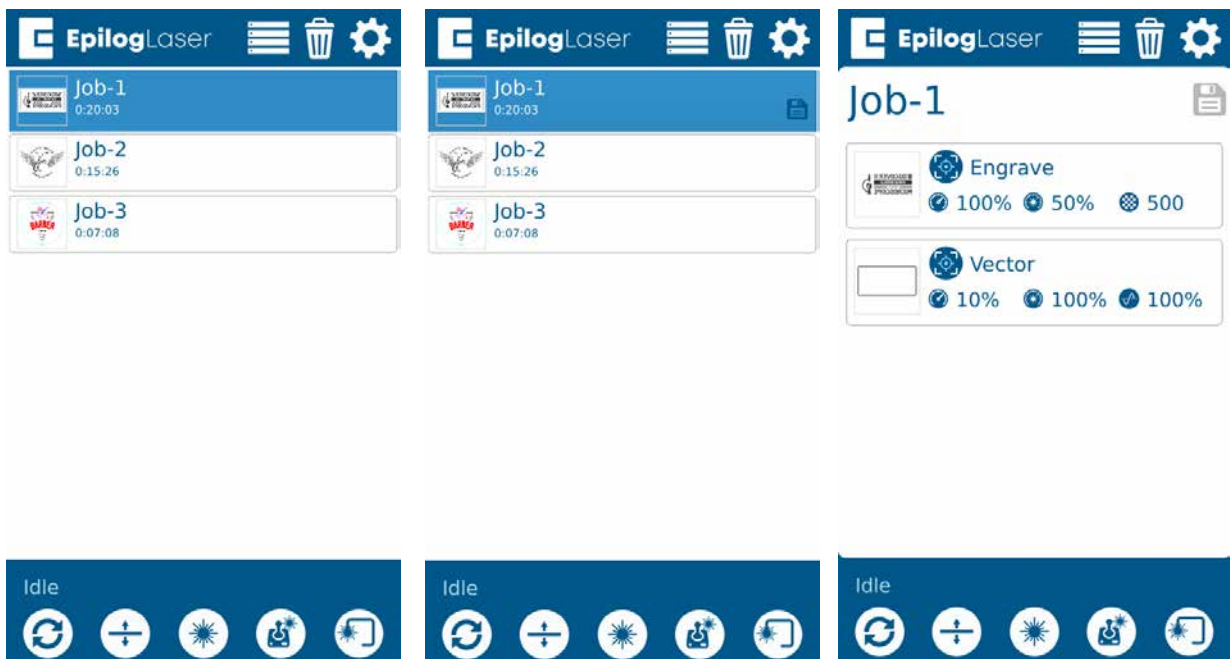 EpilogLaser
Job-1
0:20:03
Job-2
0:15:26
Job-3
0:07:08
Idle
EpilogLaser
Job-1
0:20:03
Job-2
0:15:26
Job-3
0:07:08
Idle
EpilogLaser
Job-1
Engrave
100% 50% 500
Vector
10% 100% 100%
Idle